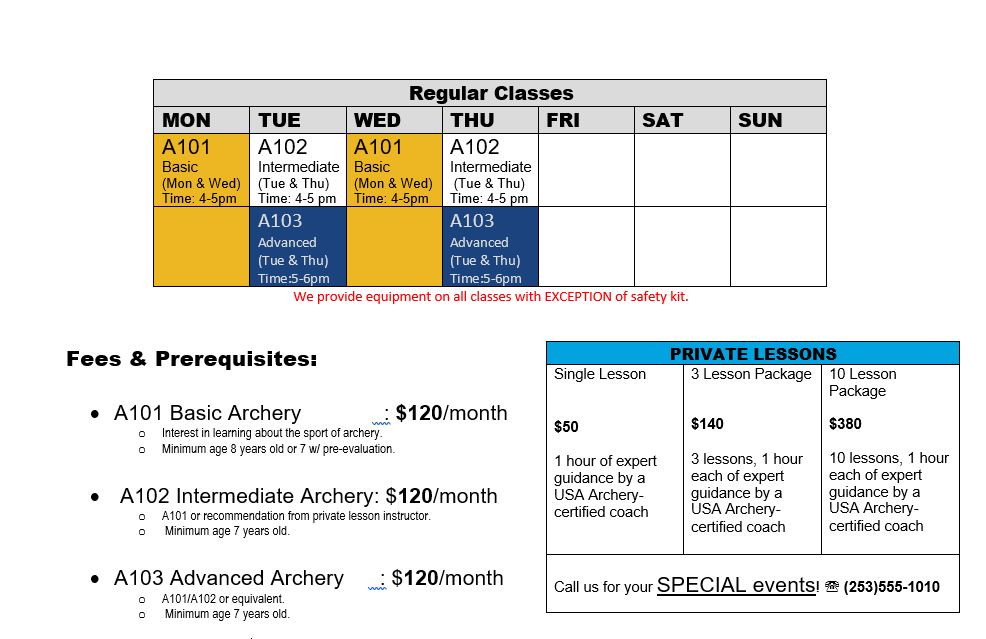 Regular Classes
MON TUE WED THU FRI SAT SUN
A101 A102 A101 A102
Basic Intermediate Basic Intermediate
(Mon & Wed) (Tue & Thu) (Mon & Wed) (Tue & Thu)
Time: 4-5pm Time: 4-5 pm Time: 4-5pm Time: 4-5 pm
A103 A103
Advanced Advanced
(Tue & Thu) (Tue & Thu)
Time:5-6pm Time:5-6pm
We provide equipment on all classes with EXCEPTION of safety kit.
Fees & Prerequisites:
• A101 Basic Archery : $120/month
o Interest in learning about the sport of archery.
o Minimum age 8 years old or 7 w/ pre-evaluation.
• A102 Intermediate Archery: $120/month
o A101 or recommendation from private lesson instructor.
o Minimum age 7 years old.
• A103 Advanced Archery : $120/month
o A101/A102 or equivalent.
o Minimum age 7 years old.
PRIVATE LESSONS
Single Lesson
$50
1 hour of expert
guidance by a
USA Archery-
certified coach
3 Lesson Package
$140
3 lessons, 1 hour
each of expert
guidance by a
USA Archery-
certified coach
10 Lesson
Package
$380
10 lessons, 1 hour
each of expert
guidance by a
USA Archery-
certified coach
Call us for your SPECIAL events! ☏ (253)555-1010